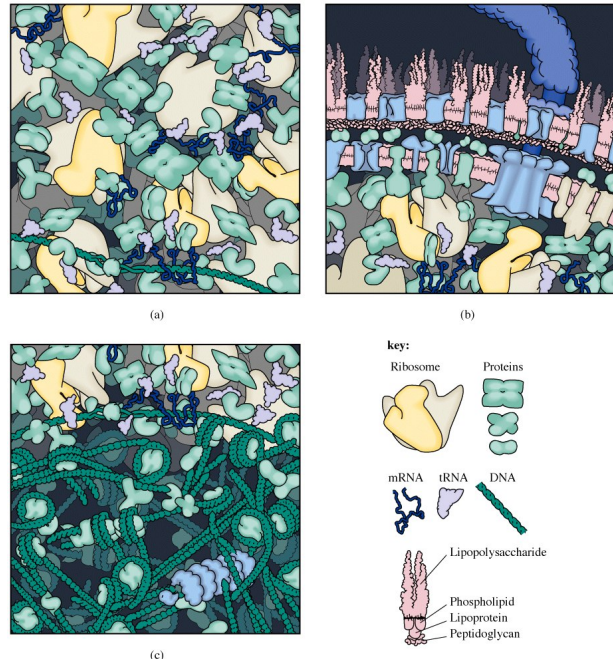 (a)
(b)
(c)
key:
Ribosome
Proteins
mRNA
tRNA
DNA
Lipopolysaccharide
Phospholipid
Lipoprotein
Peptidoglycan